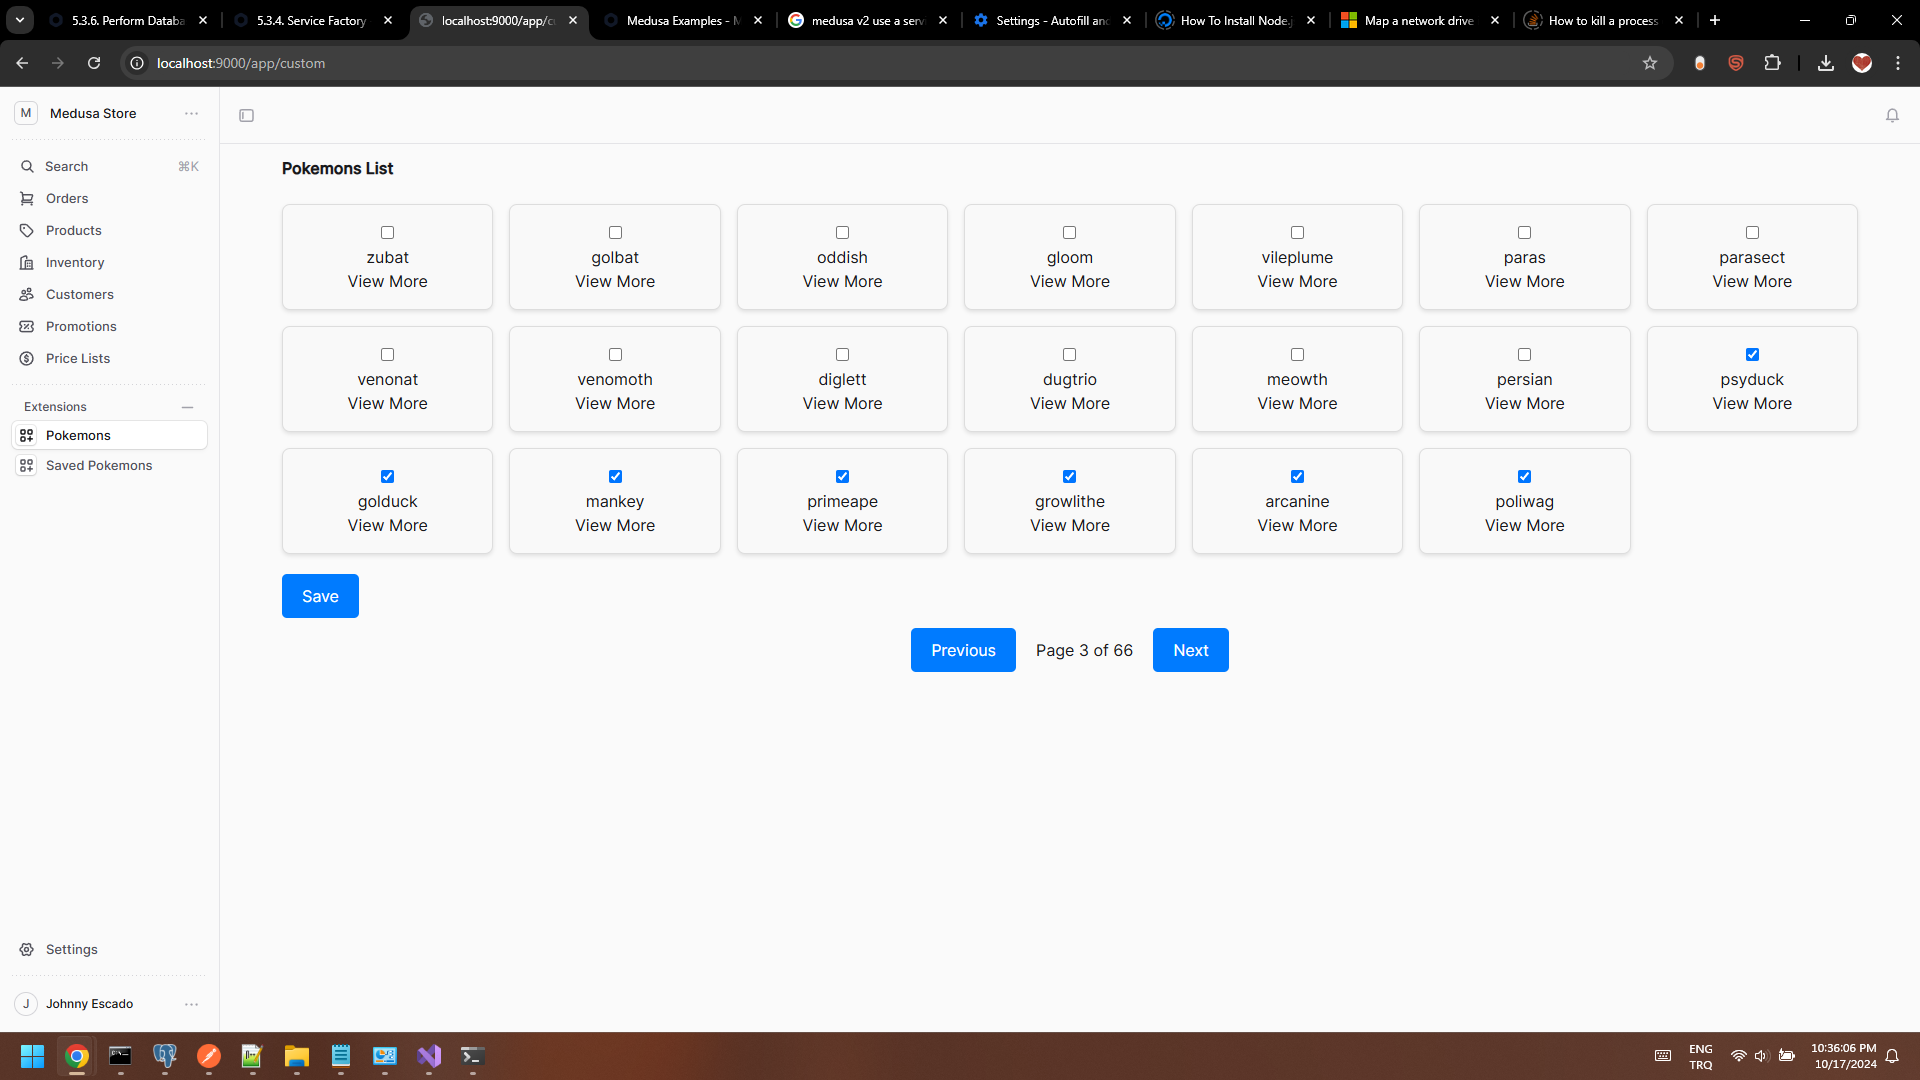 5.3.6. Perform Databa
5.3.4. Service Factory
localhost:9000/app/c
Medusa Examples - M
medusa v2 use a serv
Settings - Autofill and
How To Install Node.j
Map a network drive
How to kill a process
localhost:9000/app/custom
M Medusa Store
Search ⌘K
Orders
Products
Inventory
Customers
Promotions
Price Lists
Extensions
Pokemons
Saved Pokemons
Settings
J Johnny Escado
Pokemons List
zubat
View More
golbat
View More
oddish
View More
gloom
View More
vileplume
View More
paras
View More
parasect
View More
venonat
View More
venomoth
View More
diglett
View More
dugtrio
View More
meowth
View More
persian
View More
psyduck
View More
golduck
View More
mankey
View More
primeape
View More
growlithe
View More
arcanine
View More
poliwag
View More
Save
Previous Page 3 of 66 Next
ENG
TRQ
10:36:06 PM
10/17/2024